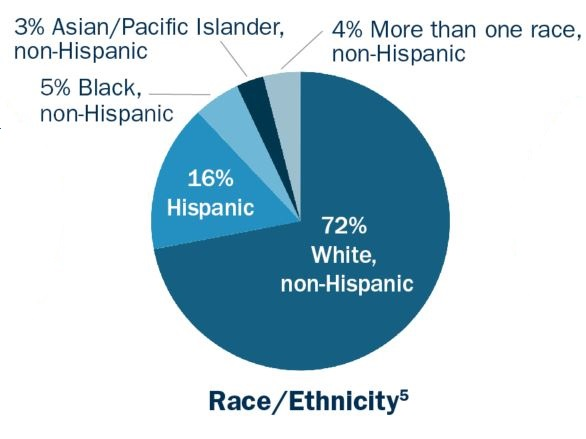 3% Asian/Pacific Islander,
non-Hispanic
4% More than one race,
non-Hispanic
5% Black,
non-Hispanic
16%
Hispanic
72%
White,
non-Hispanic
Race/Ethnicity⁵